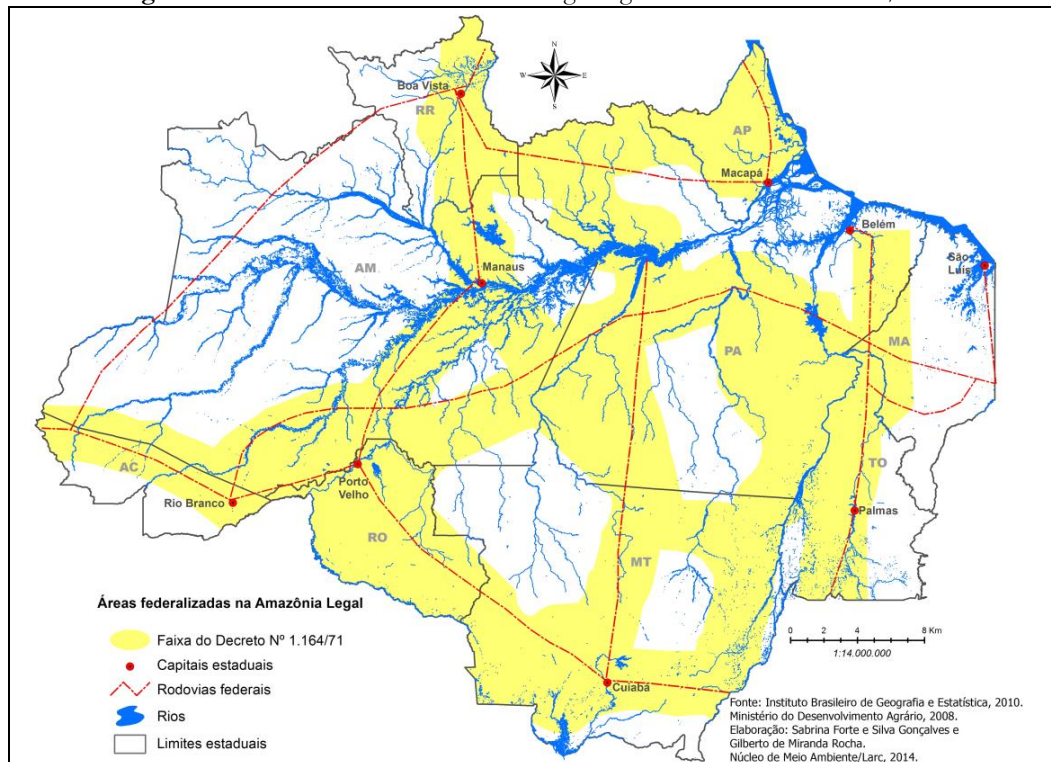 N
W E
S
Boa Vista
RR
AP
Macapá
Belém
São
Luís
AM
Manaus
PA
MA
AC
Rio Branco
Porto
Velho
RO
TO
Palmas
MT
Cuiabá
Áreas federalizadas na Amazônia Legal
Faixa do Decreto Nº 1.164/71
Capitais estaduais
Rodovias federais
Rios
Limites estaduais
0 2 4 8 Km
1:14.000.000
Fonte: Instituto Brasileiro de Geografia e Estatística, 2010.
Ministério do Desenvolvimento Agrário, 2008.
Elaboração: Sabrina Forte e Silva Gonçalves e
Gilberto de Miranda Rocha.
Núcleo de Meio Ambiente/Larc, 2014.